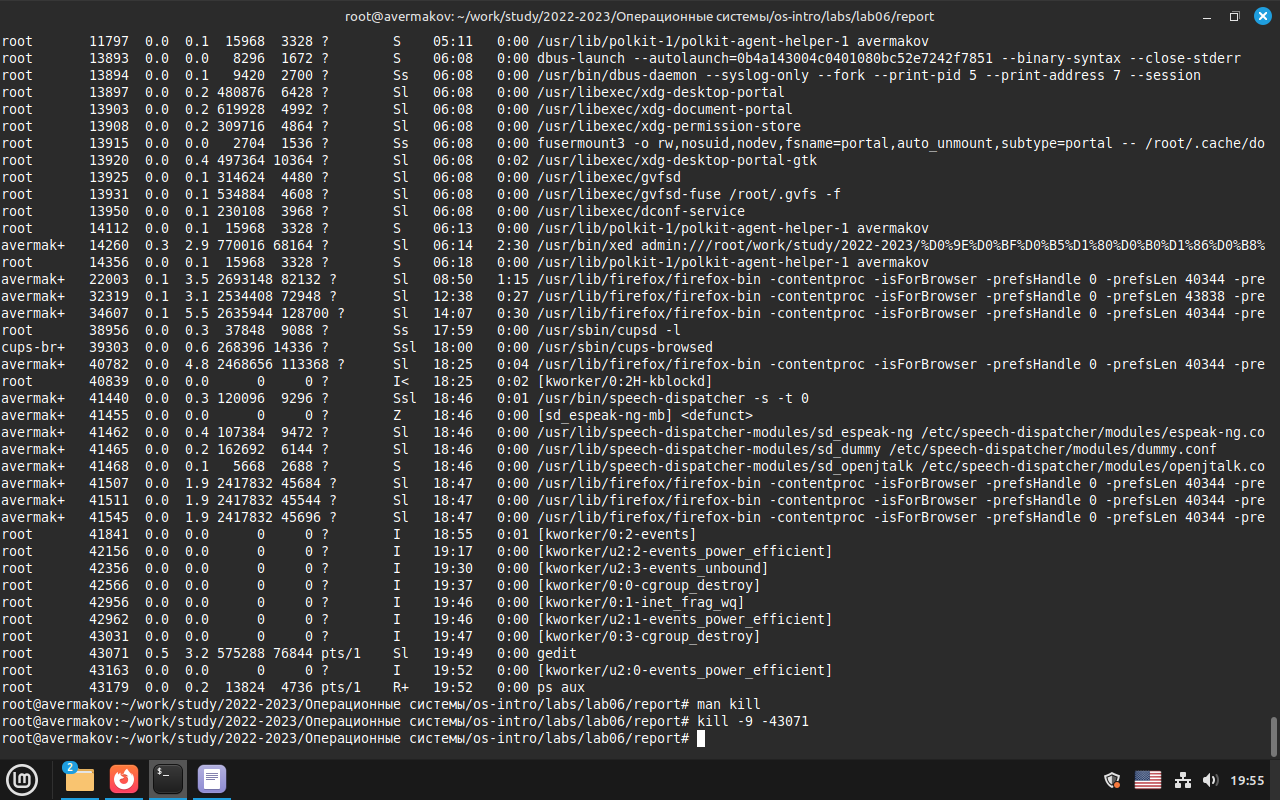 root@avermakov: ~/work/study/2022-2023/Операционные системы/os-intro/labs/lab06/report
root       11797  0.0  0.1  15968  3328 ?        S    05:11   0:00 /usr/lib/polkit-1/polkit-agent-helper-1 avermakov
root       13893  0.0  0.0   8296  1672 ?        S    06:08   0:00 dbus-launch --autolaunch=0b4a143004c0401080bc52e7242f7851 --binary-syntax --close-stderr
root       13894  0.0  0.1   9420  2700 ?        Ss   06:08   0:00 /usr/bin/dbus-daemon --syslog-only --fork --print-pid 5 --print-address 7 --session
root       13897  0.0  0.2 480876  6428 ?        Sl   06:08   0:00 /usr/libexec/xdg-desktop-portal
root       13903  0.0  0.2 619928  4992 ?        Sl   06:08   0:00 /usr/libexec/xdg-document-portal
root       13908  0.0  0.2 309716  4864 ?        Sl   06:08   0:00 /usr/libexec/xdg-permission-store
root       13915  0.0  0.0   2704  1536 ?        Ss   06:08   0:00 fusermount3 -o rw,nosuid,nodev,fsname=portal,auto_unmount,subtype=portal -- /root/.cache/do
root       13920  0.0  0.4 497364 10364 ?        Sl   06:08   0:02 /usr/libexec/xdg-desktop-portal-gtk
root       13925  0.0  0.1 314624  4480 ?        Sl   06:08   0:00 /usr/libexec/gvfsd
root       13931  0.0  0.1 534884  4608 ?        Sl   06:08   0:00 /usr/libexec/gvfsd-fuse /root/.gvfs -f
root       13950  0.0  0.1 230108  3968 ?        Sl   06:08   0:00 /usr/libexec/dconf-service
root       14112  0.0  0.1  15968  3328 ?        S    06:13   0:00 /usr/lib/polkit-1/polkit-agent-helper-1 avermakov
avermak+   14260  0.3  2.9 770016 68164 ?        Sl   06:14   2:30 /usr/bin/xed admin:///root/work/study/2022-2023/%D0%9E%D0%BF%D0%B5%D1%80%D0%B0%D1%86%D0%B8%
root       14356  0.0  0.1  15968  3328 ?        S    06:18   0:00 /usr/lib/polkit-1/polkit-agent-helper-1 avermakov
avermak+   22003  0.1  3.5 2693148 82132 ?       Sl   08:50   1:15 /usr/lib/firefox/firefox-bin -contentproc -isForBrowser -prefsHandle 0 -prefsLen 40344 -pre
avermak+   32319  0.1  3.1 2534408 72948 ?       Sl   12:38   0:27 /usr/lib/firefox/firefox-bin -contentproc -isForBrowser -prefsHandle 0 -prefsLen 43838 -pre
avermak+   34607  0.1  5.5 2635944 128700 ?      Sl   14:07   0:30 /usr/lib/firefox/firefox-bin -contentproc -isForBrowser -prefsHandle 0 -prefsLen 40344 -pre
root       38956  0.0  0.3  37848  9088 ?        Ss   17:59   0:00 /usr/sbin/cupsd -l
cups-br+   39303  0.0  0.6 268396 14336 ?        Ssl  18:00   0:00 /usr/sbin/cups-browsed
avermak+   40782  0.0  4.8 2468656 113368 ?      Sl   18:25   0:04 /usr/lib/firefox/firefox-bin -contentproc -isForBrowser -prefsHandle 0 -prefsLen 40344 -pre
root       40839  0.0  0.0      0     0 ?        I<   18:25   0:02 [kworker/0:2H-kblockd]
avermak+   41440  0.0  0.3 120096  9296 ?        Ssl  18:46   0:01 /usr/bin/speech-dispatcher -s -t 0
avermak+   41455  0.0  0.0      0     0 ?        Z    18:46   0:00 [sd_espeak-ng-mb] <defunct>
avermak+   41462  0.0  0.4 107384  9472 ?        Sl   18:46   0:00 /usr/lib/speech-dispatcher-modules/sd_espeak-ng /etc/speech-dispatcher/modules/espeak-ng.co
avermak+   41465  0.0  0.2 162692  6144 ?        Sl   18:46   0:00 /usr/lib/speech-dispatcher-modules/sd_dummy /etc/speech-dispatcher/modules/dummy.conf
avermak+   41468  0.0  0.1   5668  2688 ?        S    18:46   0:00 /usr/lib/speech-dispatcher-modules/sd_openjtalk /etc/speech-dispatcher/modules/openjtalk.co
avermak+   41507  0.0  1.9 2417832 45684 ?       Sl   18:47   0:00 /usr/lib/firefox/firefox-bin -contentproc -isForBrowser -prefsHandle 0 -prefsLen 40344 -pre
avermak+   41511  0.0  1.9 2417832 45544 ?       Sl   18:47   0:00 /usr/lib/firefox/firefox-bin -contentproc -isForBrowser -prefsHandle 0 -prefsLen 40344 -pre
avermak+   41545  0.0  1.9 2417832 45696 ?       Sl   18:47   0:00 /usr/lib/firefox/firefox-bin -contentproc -isForBrowser -prefsHandle 0 -prefsLen 40344 -pre
root       41841  0.0  0.0      0     0 ?        I    18:55   0:01 [kworker/0:2-events]
root       42156  0.0  0.0      0     0 ?        I    19:17   0:00 [kworker/u2:2-events_power_efficient]
root       42356  0.0  0.0      0     0 ?        I    19:30   0:00 [kworker/u2:3-events_unbound]
root       42566  0.0  0.0      0     0 ?        I    19:37   0:00 [kworker/0:0-cgroup_destroy]
root       42956  0.0  0.0      0     0 ?        I    19:46   0:00 [kworker/0:1-inet_frag_wq]
root       42962  0.0  0.0      0     0 ?        I    19:46   0:00 [kworker/u2:1-events_power_efficient]
root       43031  0.0  0.0      0     0 ?        I    19:47   0:00 [kworker/0:3-cgroup_destroy]
root       43071  0.5  3.2 575288 76844 pts/1    Sl   19:49   0:00 gedit
root       43163  0.0  0.0      0     0 ?        I    19:52   0:00 [kworker/u2:0-events_power_efficient]
root       43179  0.0  0.2  13824  4736 pts/1    R+   19:52   0:00 ps aux
root@avermakov:~/work/study/2022-2023/Операционные системы/os-intro/labs/lab06/report# man kill
root@avermakov:~/work/study/2022-2023/Операционные системы/os-intro/labs/lab06/report# kill -9 -43071
root@avermakov:~/work/study/2022-2023/Операционные системы/os-intro/labs/lab06/report#
2
$_
19:55